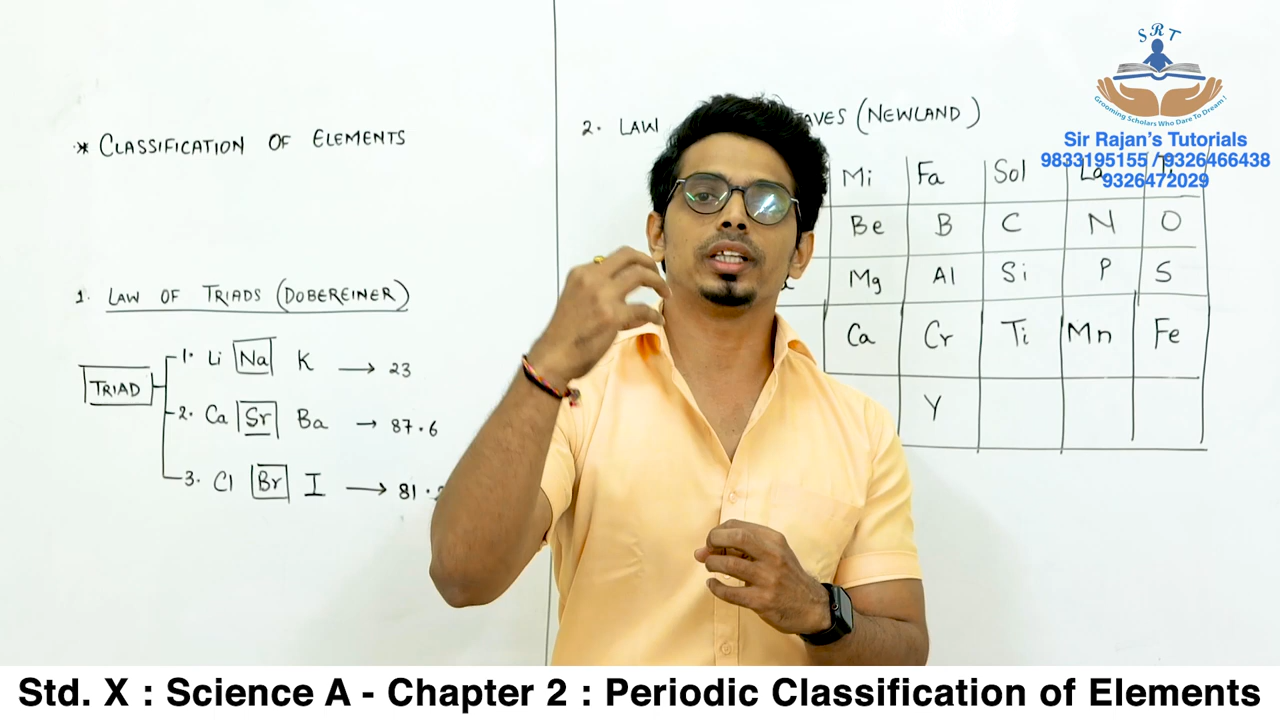 * CLASSIFICATION OF ELEMENTS
1. LAW OF TRIADS (DOBEREINER)
TRIAD
1. Li Na K → 23
2. Ca Sr Ba → 87.6
3. Cl Br I → 81.
2. LAW AVES (NEWLAND)
Mi Fa Sol La
Be B C N O
Mg Al Si P S
Ca Cr Ti Mn Fe
Y
SRT
Grooming Scholars Who Dare To Dream!
Sir Rajan's Tutorials
9833195155 / 9326466438
9326472029
Std. X : Science A - Chapter 2 : Periodic Classification of Elements